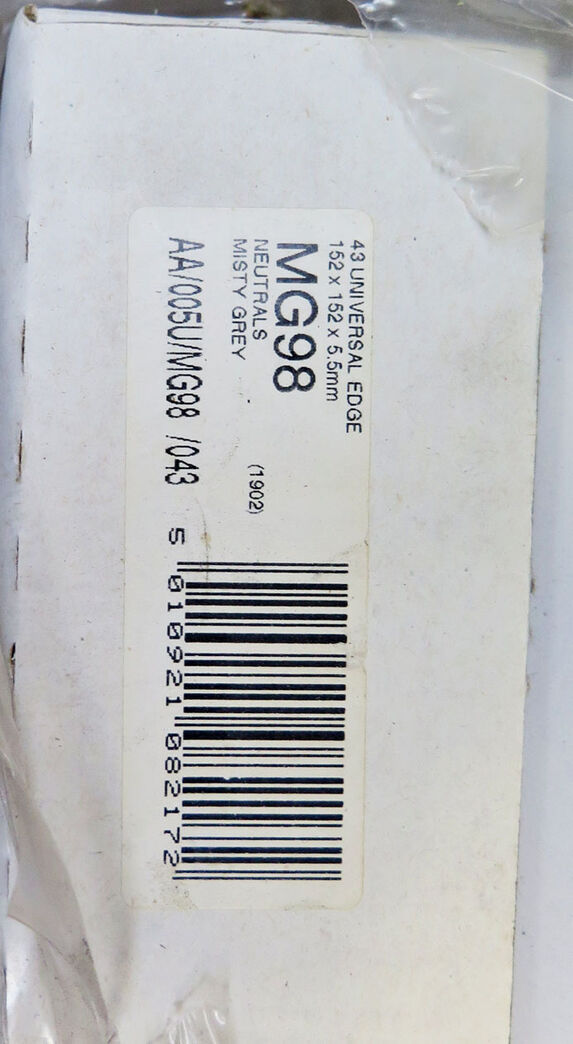 43 UNIVERSAL EDGE
152 x 152 x 5.5mm
MG98
NEUTRALS
MISTY GREY
(1902)
AA/005U/MG98 /043
5 010921 082172